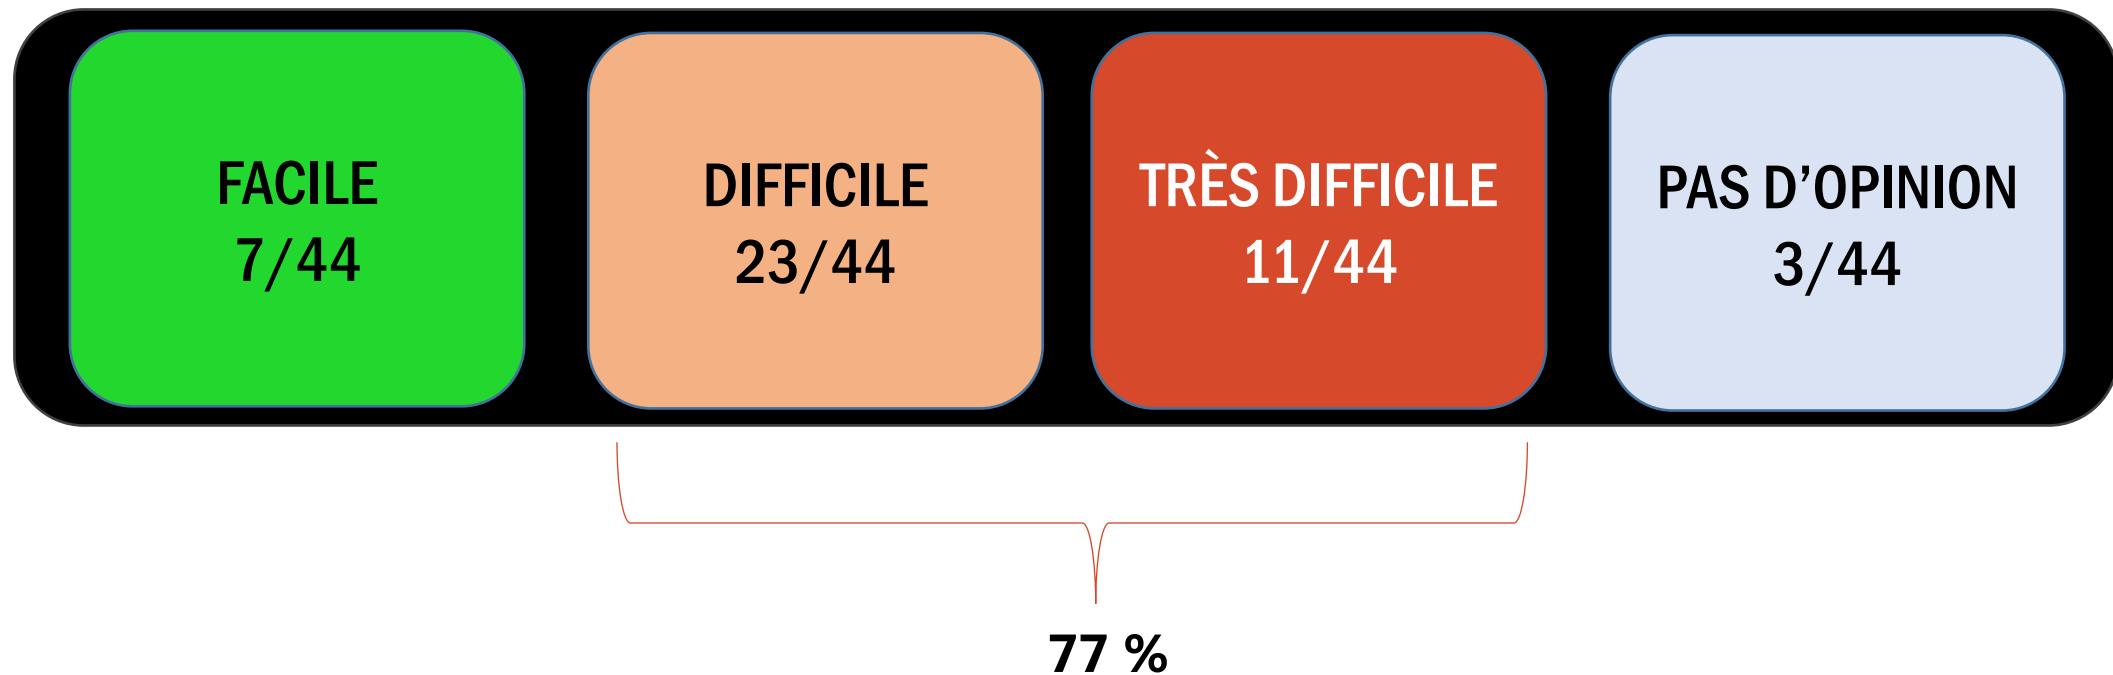 FACILE
7/44
DIFFICILE
23/44
TRÈS DIFFICILE
11/44
PAS D’OPINION
3/44
77 %